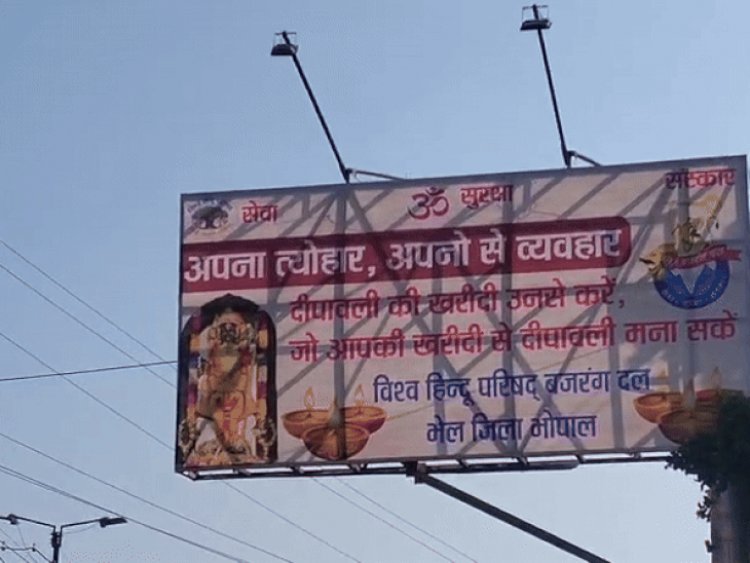 सेवा ॐ सुरक्षा संस्कार
अपना त्योहार, अपनो से व्यवहार
दीपावली की खरीदी उनसे करें,
जो आपकी खरीदी से दीपावली मना सकें
विश्व हिन्दू परिषद् बजरंग दल
भेल जिला भोपाल